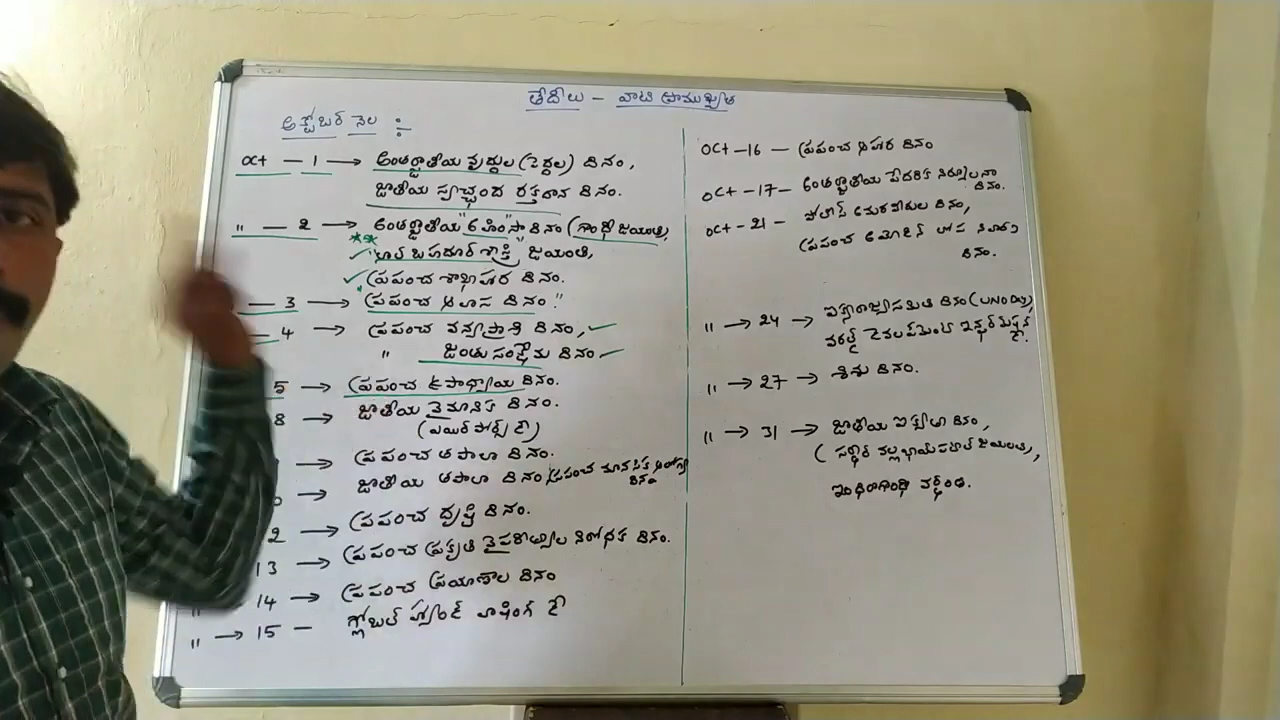 తేదీలు - వాటి ప్రాముఖ్యత
అక్టోబర్ నెల :-
oct - 1 → అంతర్జాతీయ వృద్ధుల (పెద్దల) దినం,
జాతీయ స్వచ్ఛంద రక్తదాన దినం.
" - 2 → అంతర్జాతీయ "అహింసా దినం (గాంధీ జయంతి),
"లాల్ బహదూర్ శాస్త్రి" జయంతి,
ప్రపంచ శాఖాహార దినం.
- 3 → ప్రపంచ ఆవాస దినం."
- 4 → ప్రపంచ వన్యప్రాణి దినం,
" జంతు సంక్షేమ దినం
5 → ప్రపంచ ఉపాధ్యాయ దినం.
8 → జాతీయ వైమానిక దినం.
(ఎయిర్ ఫోర్స్ డే)
→ ప్రపంచ తపాలా దినం.
→ జాతీయ తపాలా దినం, ప్రపంచ మానసిక ఆరోగ్య దినం
2 → ప్రపంచ దృష్టి దినం.
13 → ప్రపంచ ప్రకృతి వైపరీత్యాల నిరోధక దినం.
" 14 → ప్రపంచ ప్రయాణాల దినం
" → 15 - గ్లోబల్ హ్యాండ్ వాషింగ్ డే
OCt - 16 - ప్రపంచ ఆహార దినం
OCt - 17 - అంతర్జాతీయ పేదరిక నిర్మూలనా దినం.
OCt - 21 - పోలీస్ అమరవీరుల దినం,
ప్రపంచ అయోడిన్ లోప నివారణ
దినం.
" → 24 → ఐక్యరాజ్యసమితి దినం (UNO Day),
వరల్డ్ డెవలప్‌మెంట్ ఇన్ఫర్మేషన్ డే.
" → 27 → శిశు దినం.
" → 31 → జాతీయ ఐక్యతా దినం,
( సర్దార్ వల్లభాయ్ పటేల్ జయంతి),
ఇందిరాగాంధీ వర్ధంతి.